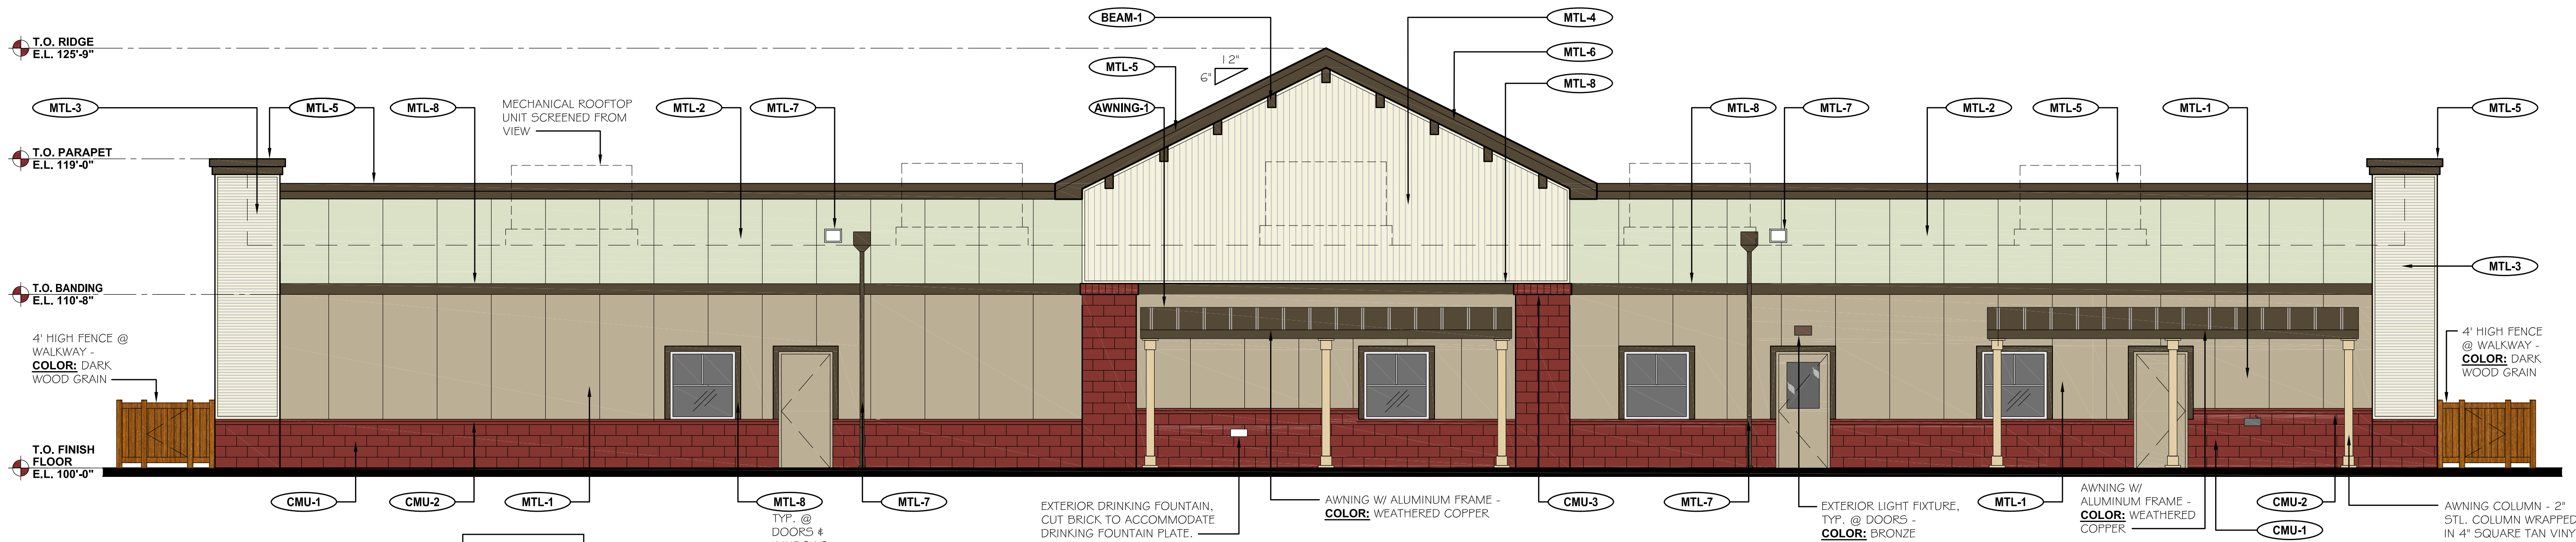 BEAM-1
MTL-4
T.O. RIDGE
E.L. 125'-9"
12"
6"
MTL-5
MTL-6
MTL-8
MTL-3
MTL-5
MTL-8
MECHANICAL ROOFTOP
UNIT SCREENED FROM
VIEW
MTL-2
MTL-7
AWNING-1
MTL-8
MTL-7
MTL-2
MTL-5
MTL-1
MTL-5
T.O. PARAPET
E.L. 119'-0"
MTL-3
T.O. BANDING
E.L. 110'-8"
4' HIGH FENCE @
WALKWAY -
COLOR: DARK
WOOD GRAIN
4' HIGH FENCE
@ WALKWAY -
COLOR: DARK
WOOD GRAIN
T.O. FINISH
FLOOR
E.L. 100'-0"
CMU-1
CMU-2
MTL-1
MTL-8
TYP. @
DOORS &
MTL-7
EXTERIOR DRINKING FOUNTAIN,
CUT BRICK TO ACCOMMODATE
DRINKING FOUNTAIN PLATE.
AWNING W/ ALUMINUM FRAME -
COLOR: WEATHERED COPPER
CMU-3
MTL-7
EXTERIOR LIGHT FIXTURE,
TYP. @ DOORS -
COLOR: BRONZE
MTL-1
AWNING W/
ALUMINUM FRAME -
COLOR: WEATHERED
COPPER
CMU-2
CMU-1
AWNING COLUMN - 2"
STL. COLUMN WRAPPED
IN 4" SQUARE TAN VINY